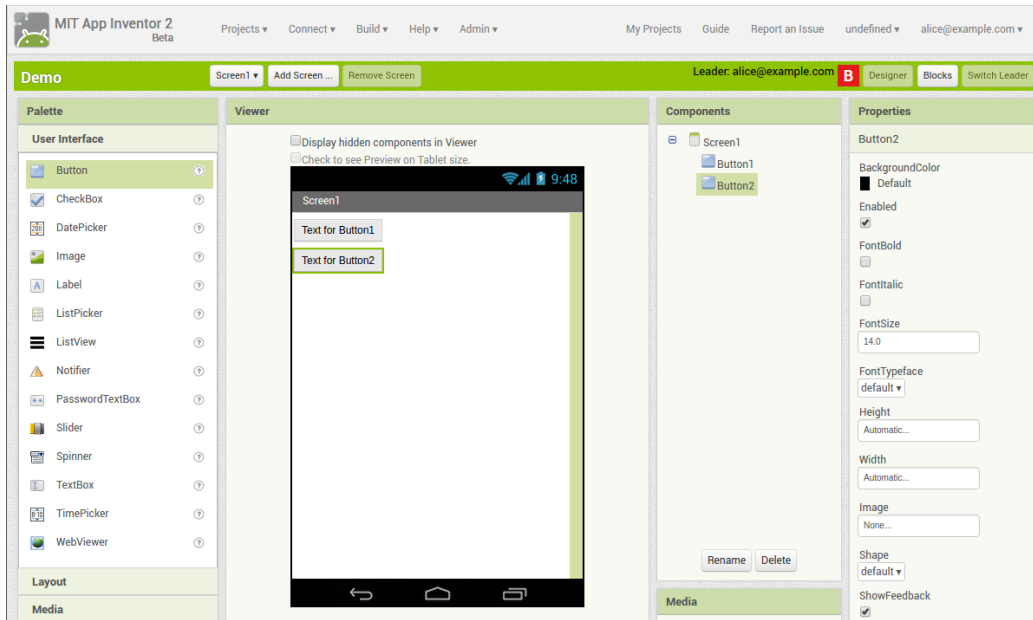 MIT App Inventor 2
Beta
Projects ▾ Connect ▾ Build ▾ Help ▾ Admin ▾ My Projects Guide Report an Issue undefined ▾ alice@example.com ▾
Demo
Screen1 ▾ Add Screen ... Remove Screen
Leader: alice@example.com B Designer Blocks Switch Leader
Palette
User Interface
Button
CheckBox
DatePicker
Image
Label
ListPicker
ListView
Notifier
PasswordTextBox
Slider
Spinner
TextBox
TimePicker
WebViewer
Layout
Media
Viewer
Display hidden components in Viewer
Check to see Preview on Tablet size.
9:48
Screen1
Text for Button1
Text for Button2
Components
Screen1
Button1
Button2
Rename Delete
Media
Properties
Button2
BackgroundColor
Default
Enabled
FontBold
FontItalic
FontSize
14.0
FontTypeface
default ▾
Height
Automatic...
Width
Automatic...
Image
None...
Shape
default ▾
ShowFeedback